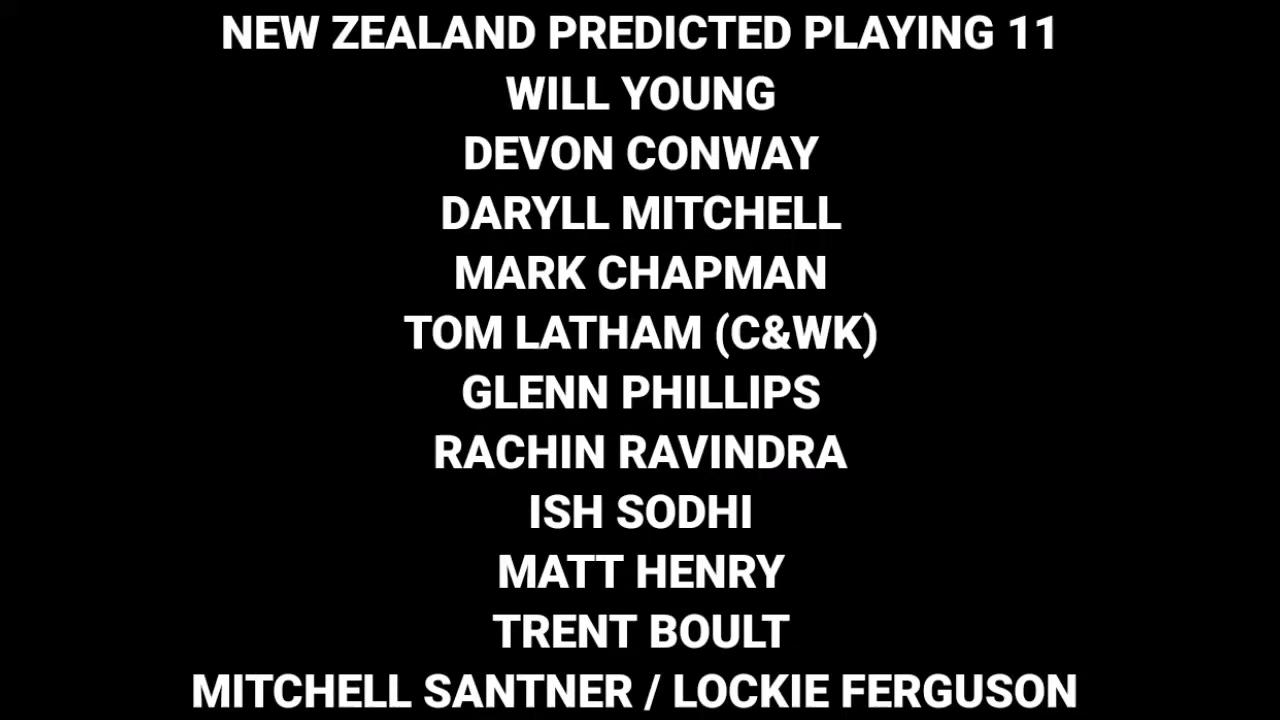 NEW ZEALAND PREDICTED PLAYING 11
WILL YOUNG
DEVON CONWAY
DARYLL MITCHELL
MARK CHAPMAN
TOM LATHAM (C&WK)
GLENN PHILLIPS
RACHIN RAVINDRA
ISH SODHI
MATT HENRY
TRENT BOULT
MITCHELL SANTNER / LOCKIE FERGUSON